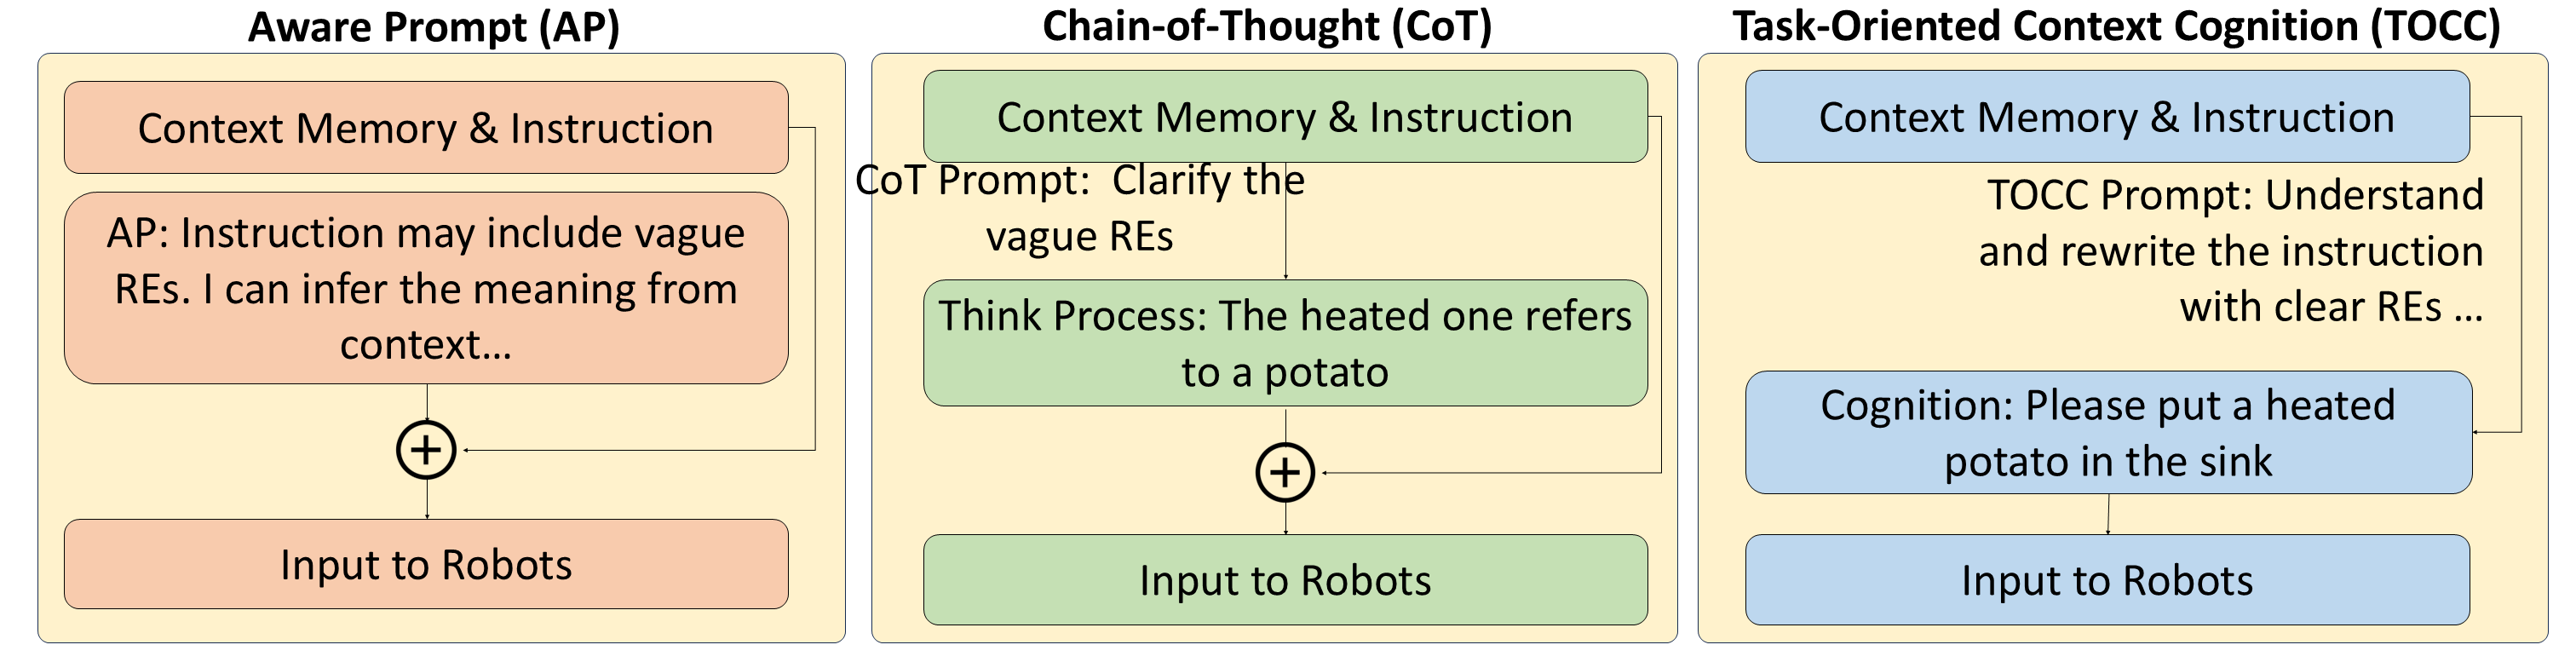 Aware Prompt (AP)
Context Memory & Instruction
AP: Instruction may include vague
REs. I can infer the meaning from
context...
Input to Robots
Chain-of-Thought (CoT)
Context Memory & Instruction
CoT Prompt:  Clarify the
vague REs
Think Process: The heated one refers
to a potato
Input to Robots
Task-Oriented Context Cognition (TOCC)
Context Memory & Instruction
TOCC Prompt: Understand
and rewrite the instruction
with clear REs ...
Cognition: Please put a heated
potato in the sink
Input to Robots